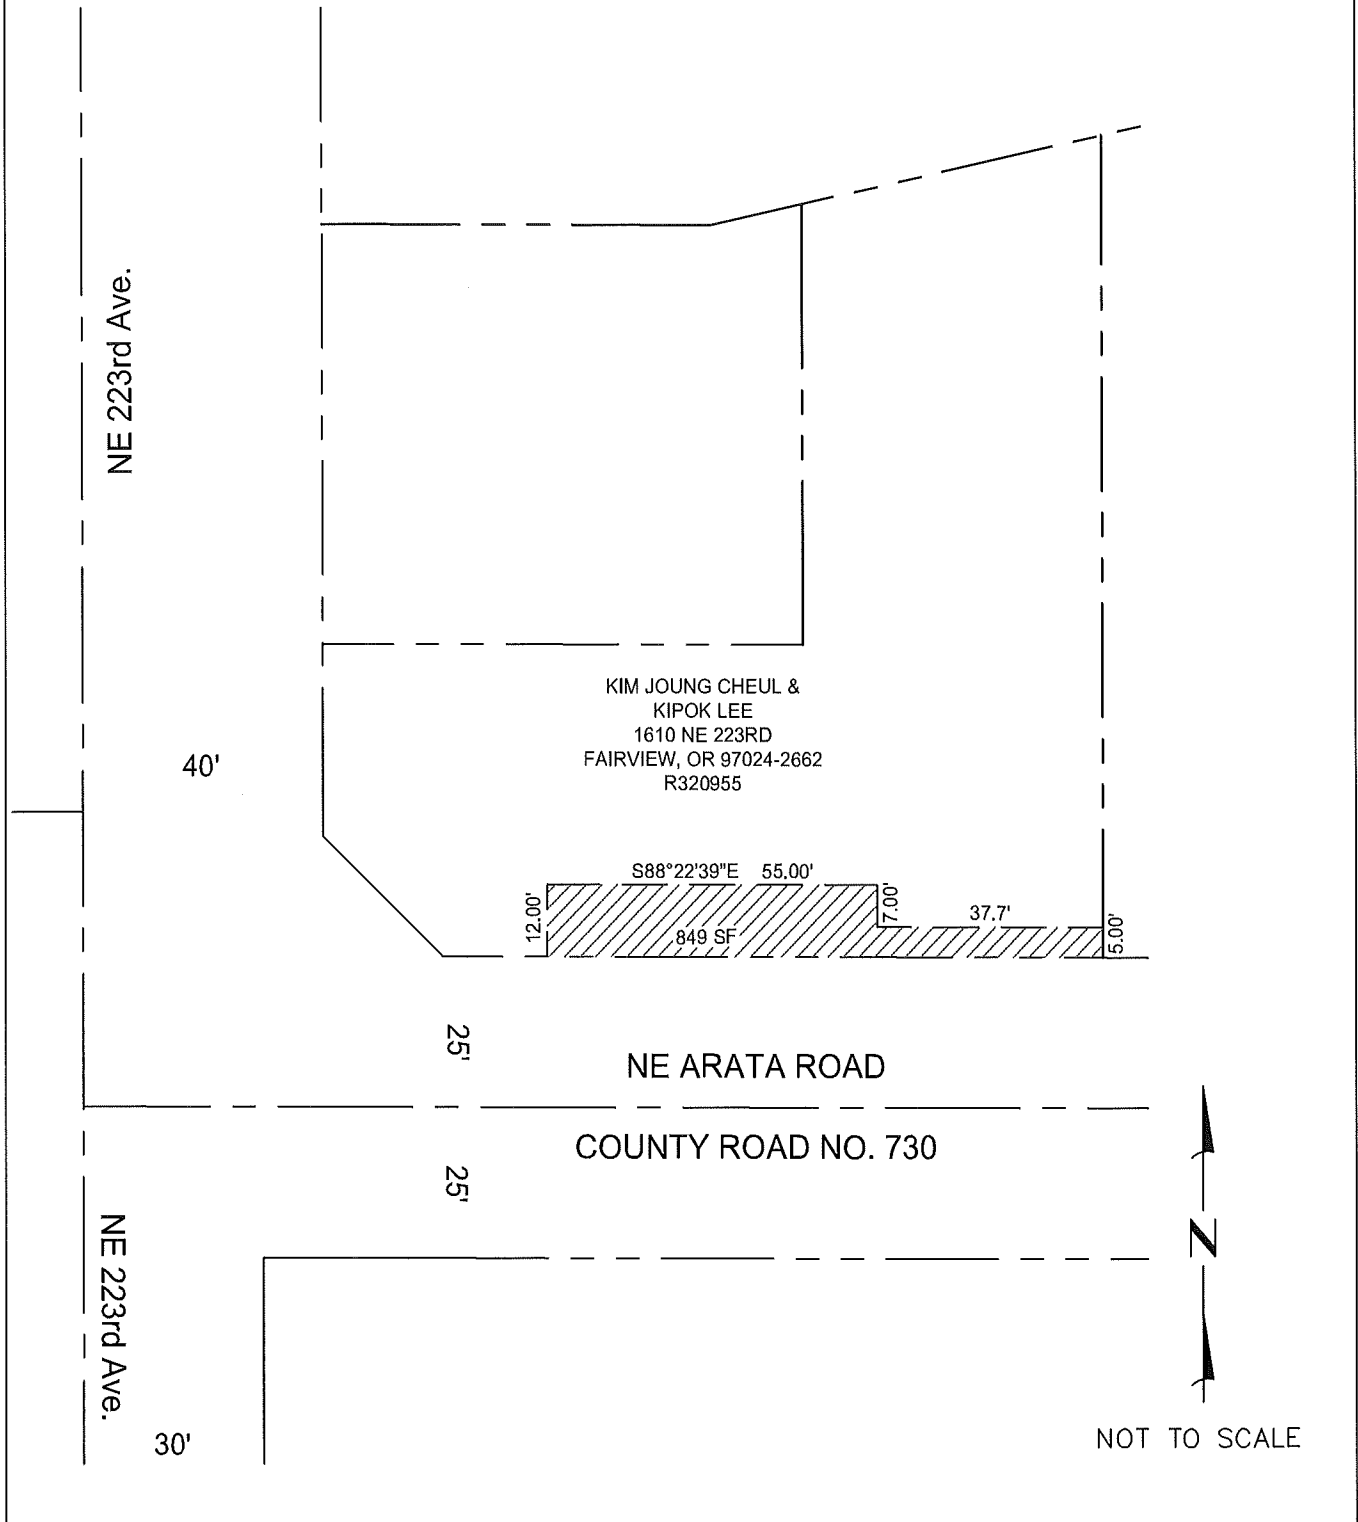 NE 223rd Ave.
KIM JOUNG CHEUL &
KIPOK LEE
1610 NE 223RD
FAIRVIEW, OR 97024-2662
R320955
40'
S88°22'39"E 55.00'
12.00'
7.00'
37.7'
849 SF
5.00'
25'
NE ARATA ROAD
COUNTY ROAD NO. 730
25'
NE 223rd Ave.
N
30'
NOT TO SCALE